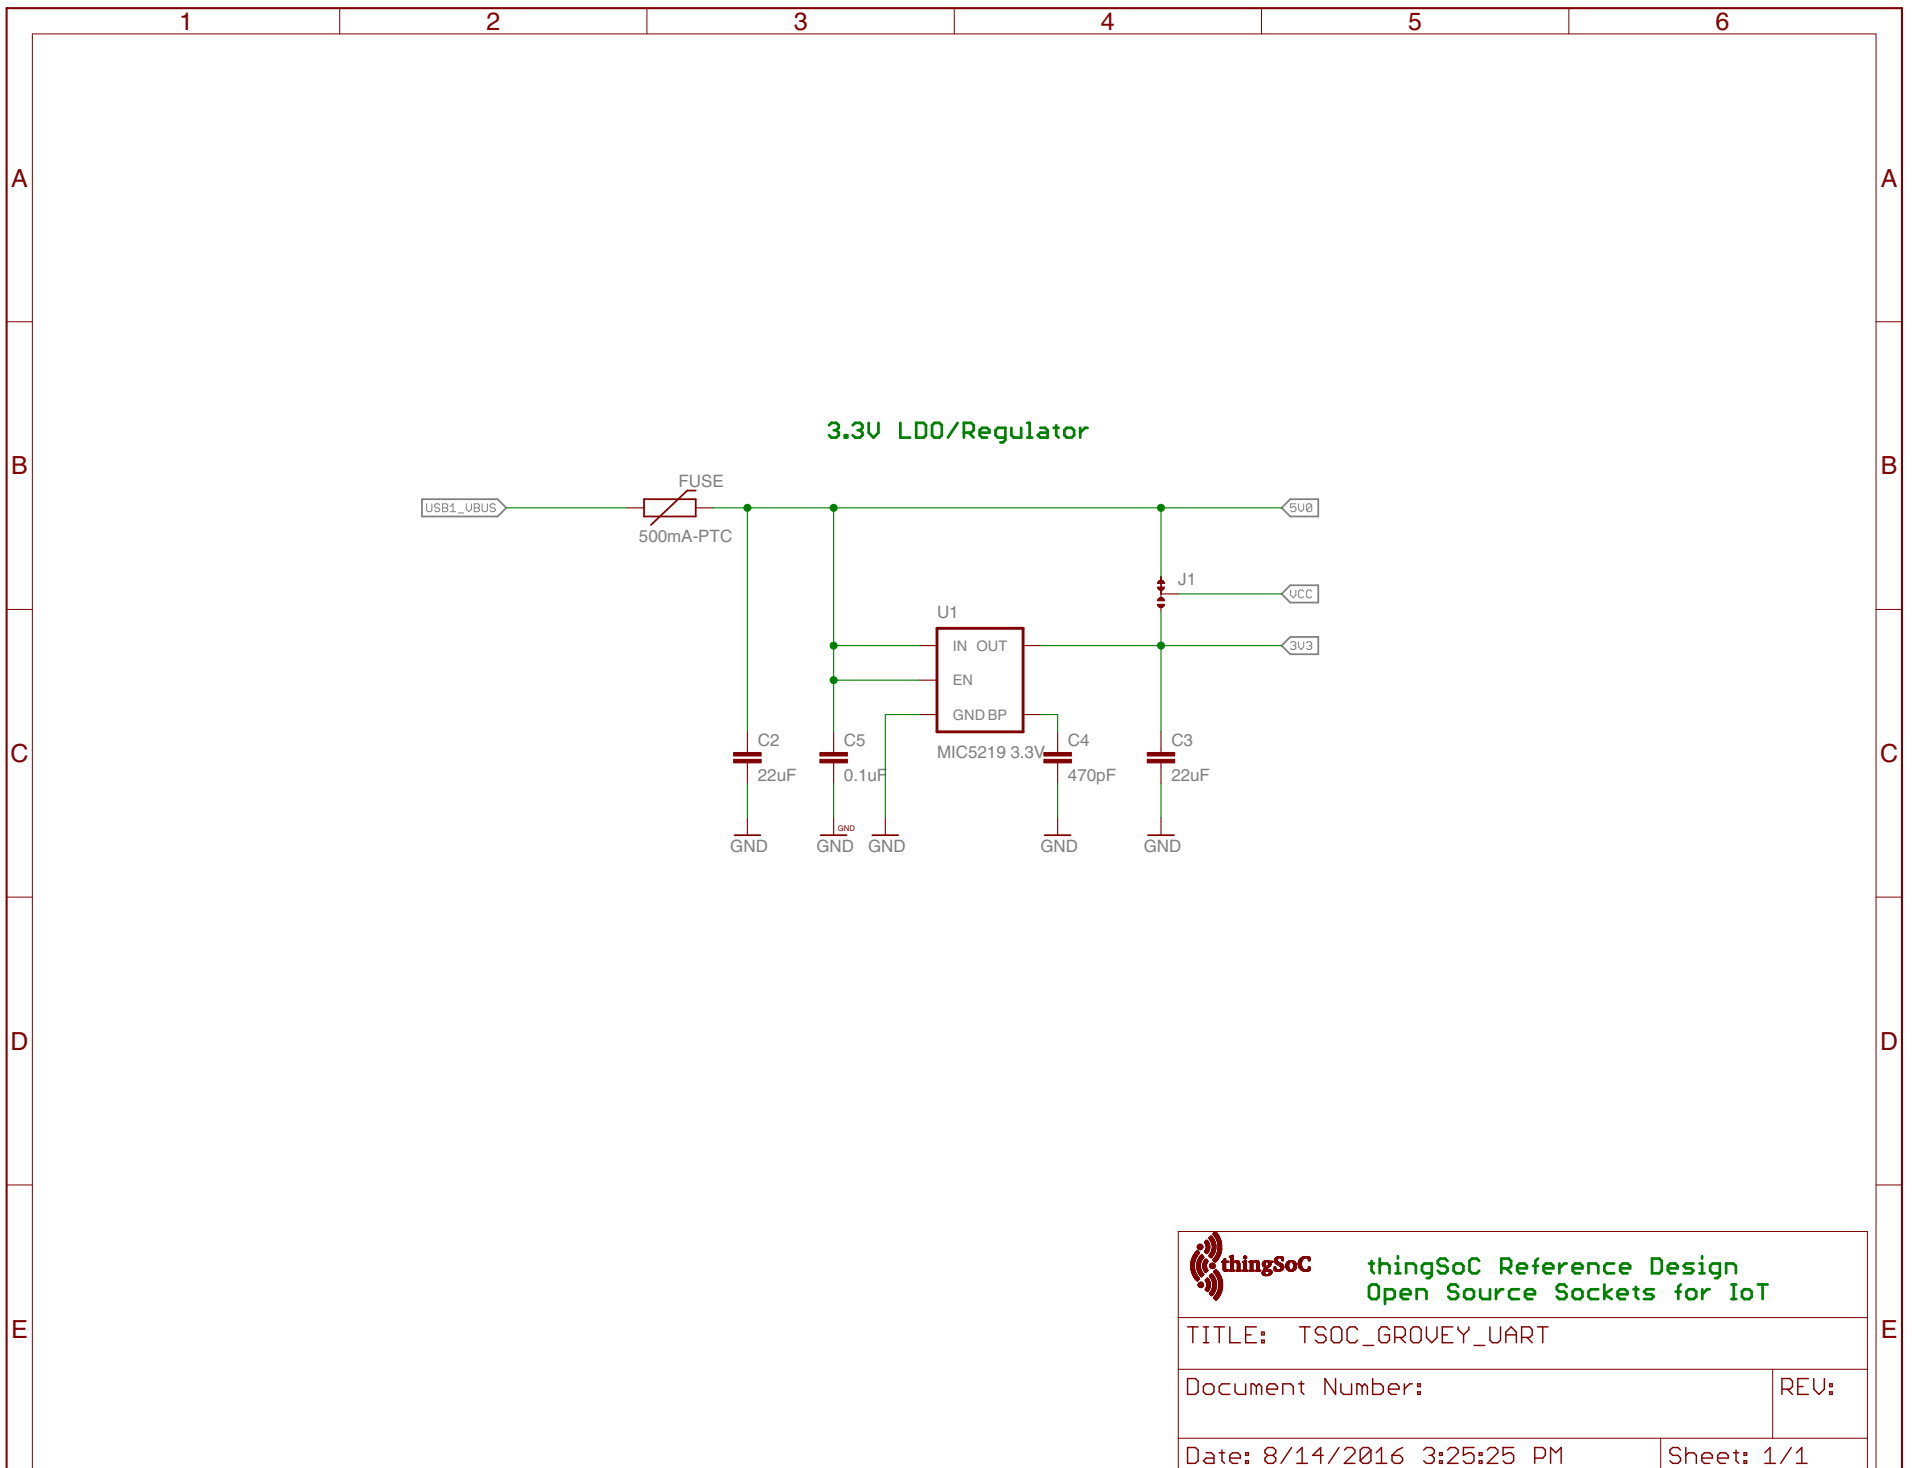 1 2 3 4 5 6
A A
3.3V LDO/Regulator
B B
FUSE
USB1_VBUS
5V0
500mA-PTC
J1
VCC
U1
IN OUT
3V3
EN
GND BP
C2 C5 C4 C3
MIC5219 3.3V
C C
22uF 0.1uF 470pF 22uF
GND
GND GND GND GND GND
D D
thingSoC
thingSoC Reference Design
Open Source Sockets for IoT
E E
TITLE: TSOC_GROVEY_UART
Document Number: REV:
Date: 8/14/2016 3:25:25 PM Sheet: 1/1